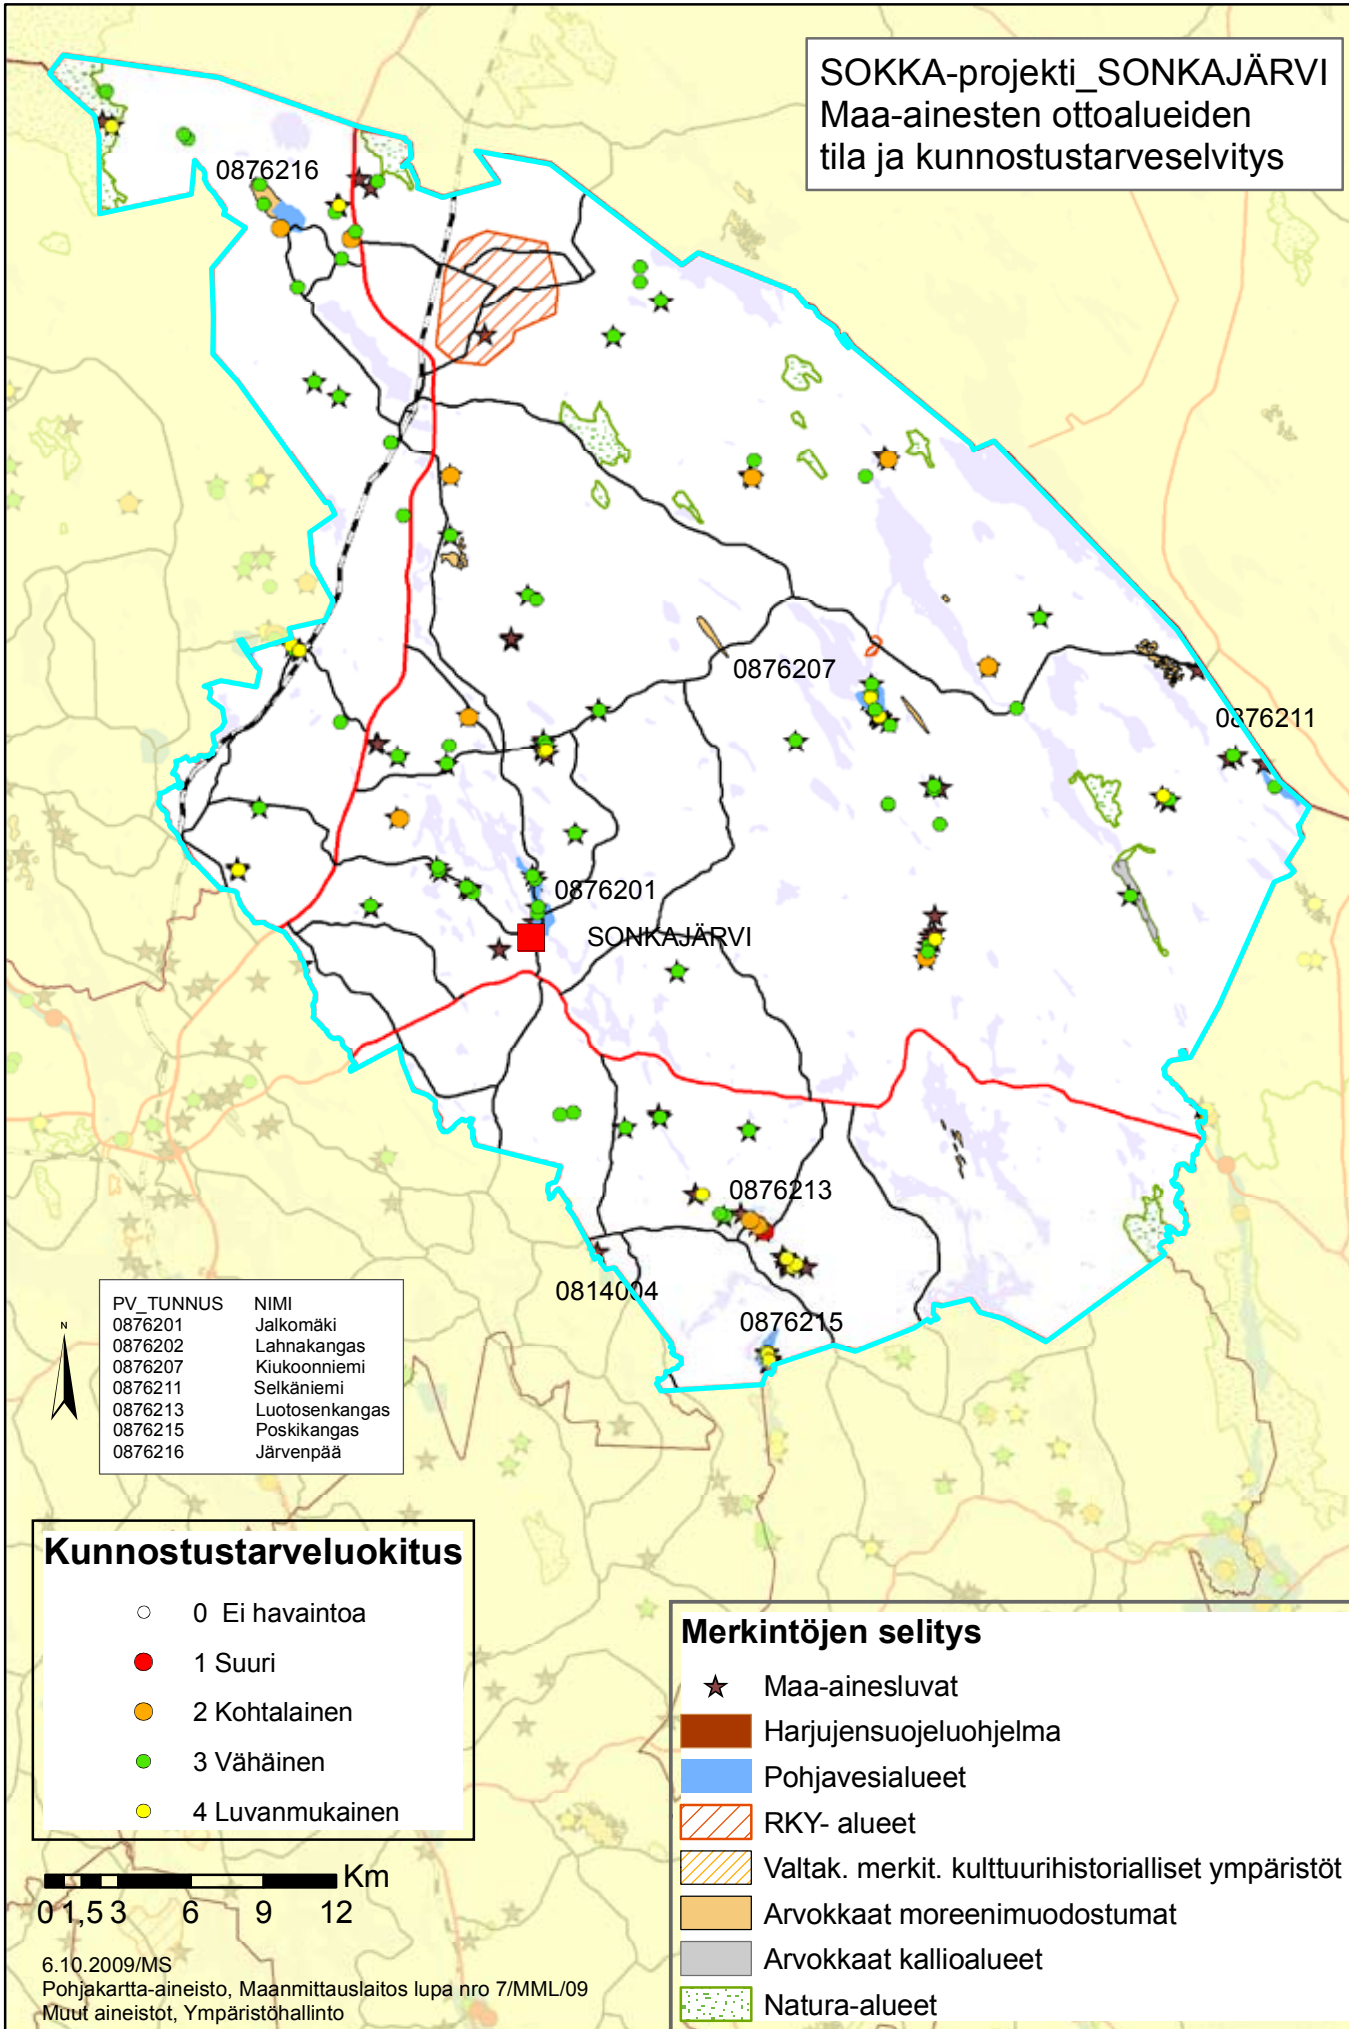 SOKKA-projekti_SONKAJÄRVI
Maa-ainesten ottoalueiden
tila ja kunnostustarveselvitys
0876216
0876207
0876211
0876201
SONKAJÄRVI
0876213
0814004
0876215
N
PV_TUNNUS NIMI
0876201 Jalkomäki
0876202 Lahnakangas
0876207 Kiukoonniemi
0876211 Selkäniemi
0876213 Luotosenkangas
0876215 Poskikangas
0876216 Järvenpää
Kunnostustarveluokitus
0 Ei havaintoa
1 Suuri
2 Kohtalainen
3 Vähäinen
4 Luvanmukainen
Km
0 1,5 3 6 9 12
6.10.2009/MS
Pohjakartta-aineisto, Maanmittauslaitos lupa nro 7/MML/09
Muut aineistot, Ympäristöhallinto
Merkintöjen selitys
Maa-ainesluvat
Harjujensuojeluohjelma
Pohjavesialueet
RKY- alueet
Valtak. merkit. kulttuurihistorialliset ympäristöt
Arvokkaat moreenimuodostumat
Arvokkaat kallioalueet
Natura-alueet